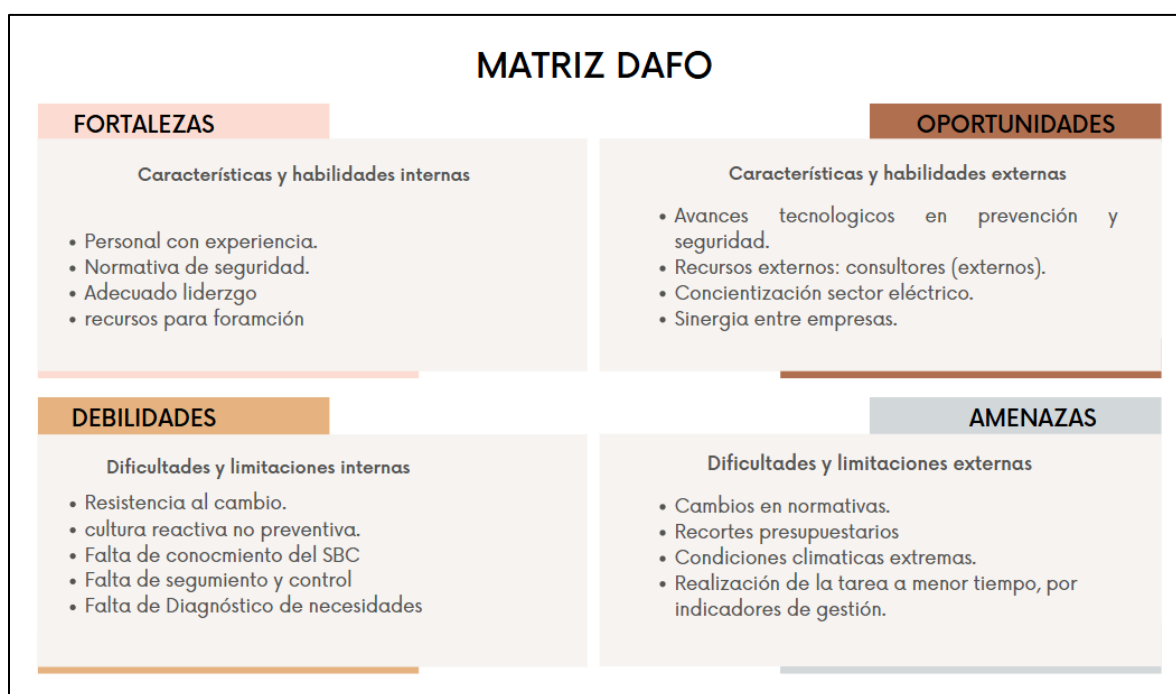 MATRIZ DAFO
FORTALEZAS
Características y habilidades internas
• Personal con experiencia.
• Normativa de seguridad.
• Adecuado liderzgo
• recursos para foramción
OPORTUNIDADES
Características y habilidades externas
• Avances tecnologicos en prevención y
seguridad.
• Recursos externos: consultores (externos).
• Concientización sector eléctrico.
• Sinergia entre empresas.
DEBILIDADES
Dificultades y limitaciones internas
• Resistencia al cambio.
• cultura reactiva no preventiva.
• Falta de conocmiento del SBC
• Falta de segumiento y control
• Falta de Diagnóstico de necesidades
AMENAZAS
Dificultades y limitaciones externas
• Cambios en normativas.
• Recortes presupuestarios
• Condiciones climaticas extremas.
• Realización de la tarea a menor tiempo, por
indicadores de gestión.